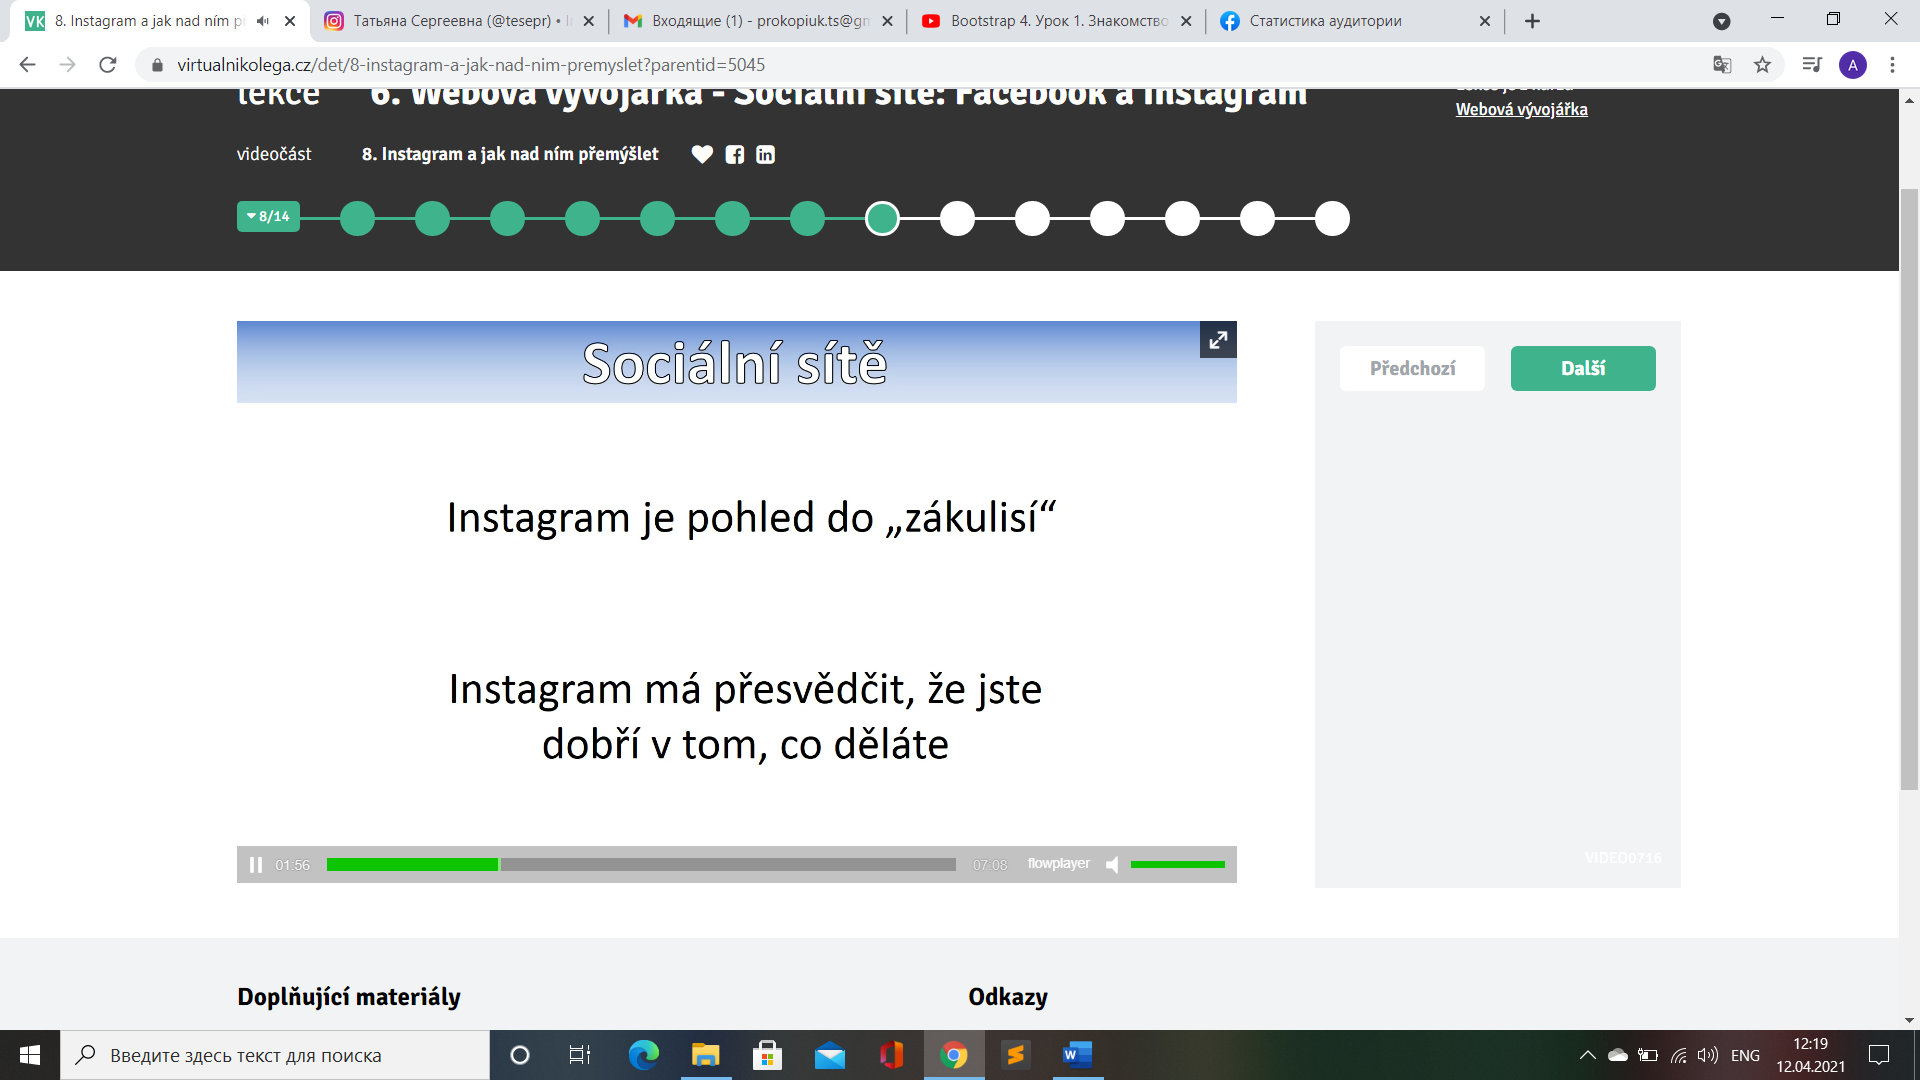 8. Instagram a jak nad ním př
Татьяна Сергеевна (@tesepr) • I
Входящие (1) - prokopiuk.ts@gm
Bootstrap 4. Урок 1. Знакомство
Статистика аудитории
virtualnikolega.cz/det/8-instagram-a-jak-nad-nim-premyslet?parentid=5045
A
lekce
6. Webová vývojářka - Sociální sítě: Facebook a Instagram
Webová vývojářka
videočást
8. Instagram a jak nad ním přemýšlet
8/14
Sociální sítě
Předchozí
Další
Instagram je pohled do „zákulisí“
Instagram má přesvědčit, že jste
dobří v tom, co děláte
01:56
07:08
flowplayer
VIDEO0716
Doplňující materiály
Odkazy
Введите здесь текст для поиска
ENG
12:19
12.04.2021